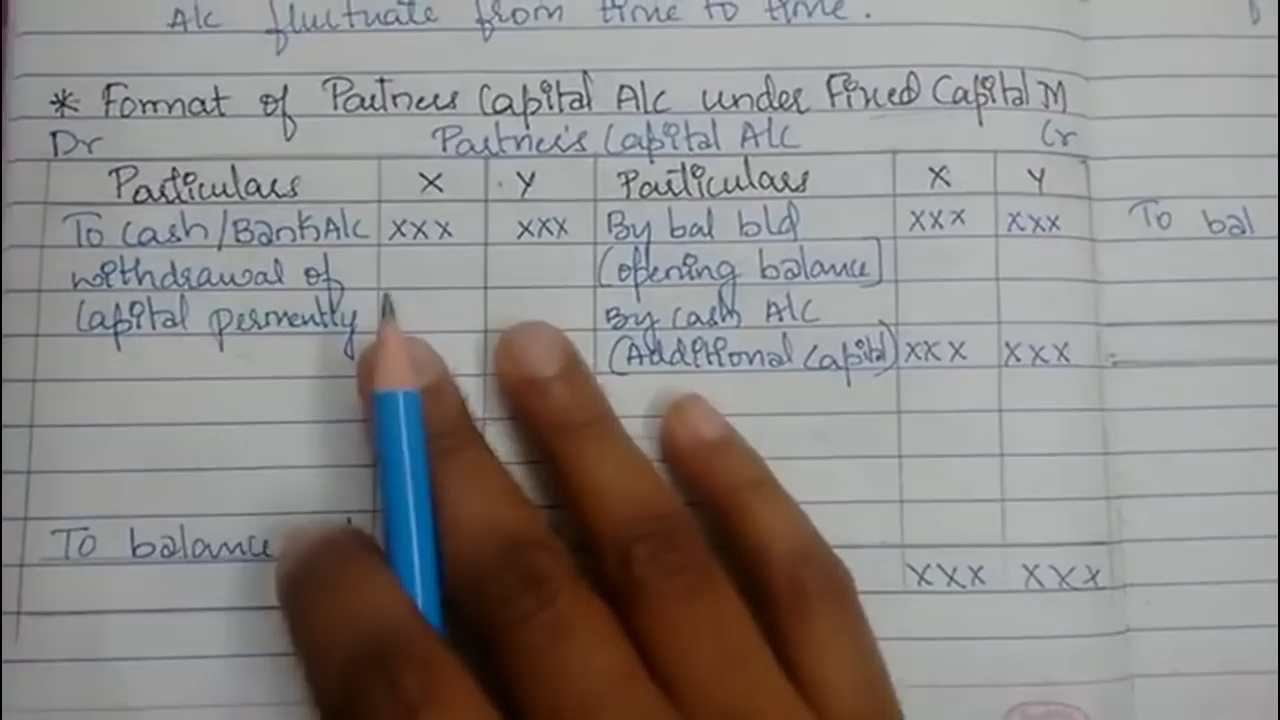 A/c fluctuate from time to time.
* Format of Partners Capital A/c under Fixed Capital M
Dr Partner's Capital A/c Cr
Particulars X Y Particulars X Y
To Cash/Bank A/c XXX XXX By bal b/d XXX XXX To bal
withdrawal of (opening balance)
Capital permently By cash A/c
(Additional Capital) XXX XXX
To balance
XXX XXX